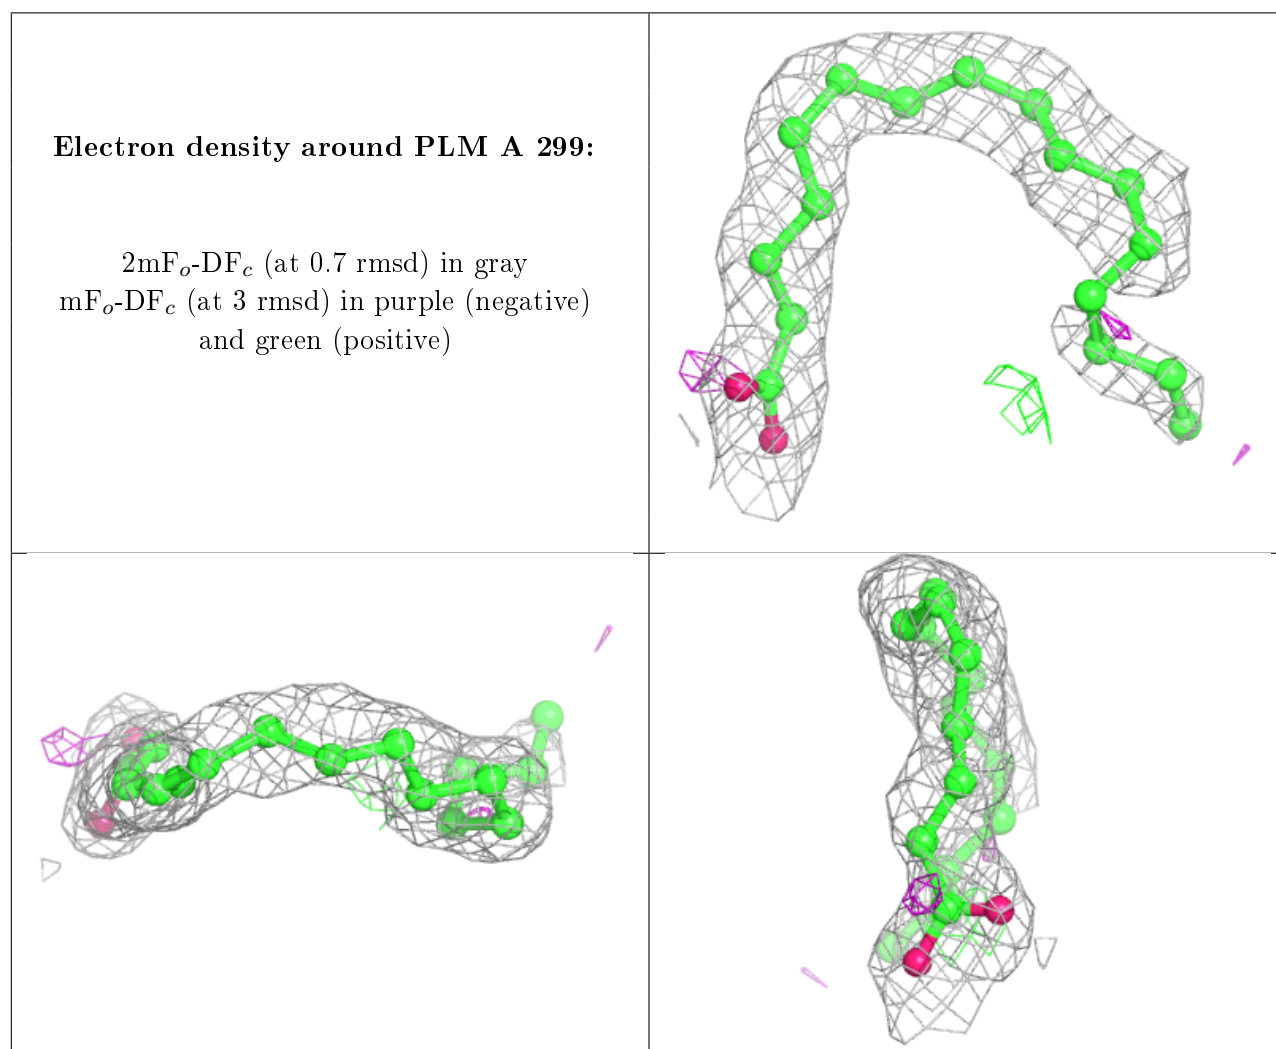 Electron density around PLM A 299:
2mFₒ-DF𝒸 (at 0.7 rmsd) in gray
mFₒ-DF𝒸 (at 3 rmsd) in purple (negative)
and green (positive)